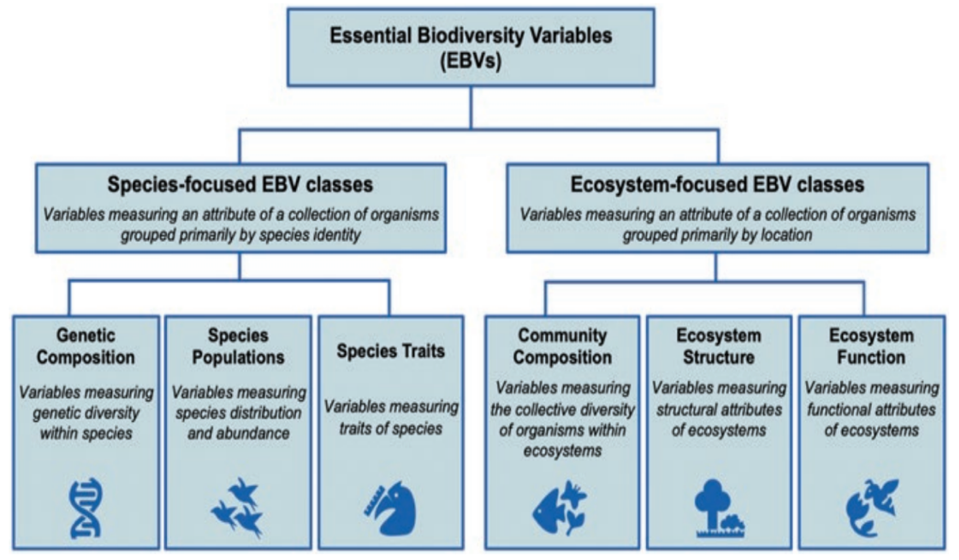 Essential Biodiversity Variables
(EBVs)
Species-focused EBV classes
Variables measuring an attribute of a collection of organisms
grouped primarily by species identity
Ecosystem-focused EBV classes
Variables measuring an attribute of a collection of organisms
grouped primarily by location
Genetic
Composition
Variables measuring
genetic diversity
within species
Species
Populations
Variables measuring
species distribution
and abundance
Species Traits
Variables measuring
traits of species
Community
Composition
Variables measuring
the collective diversity
of organisms within
ecosystems
Ecosystem
Structure
Variables measuring
structural attributes
of ecosystems
Ecosystem
Function
Variables measuring
functional attributes
of ecosystems